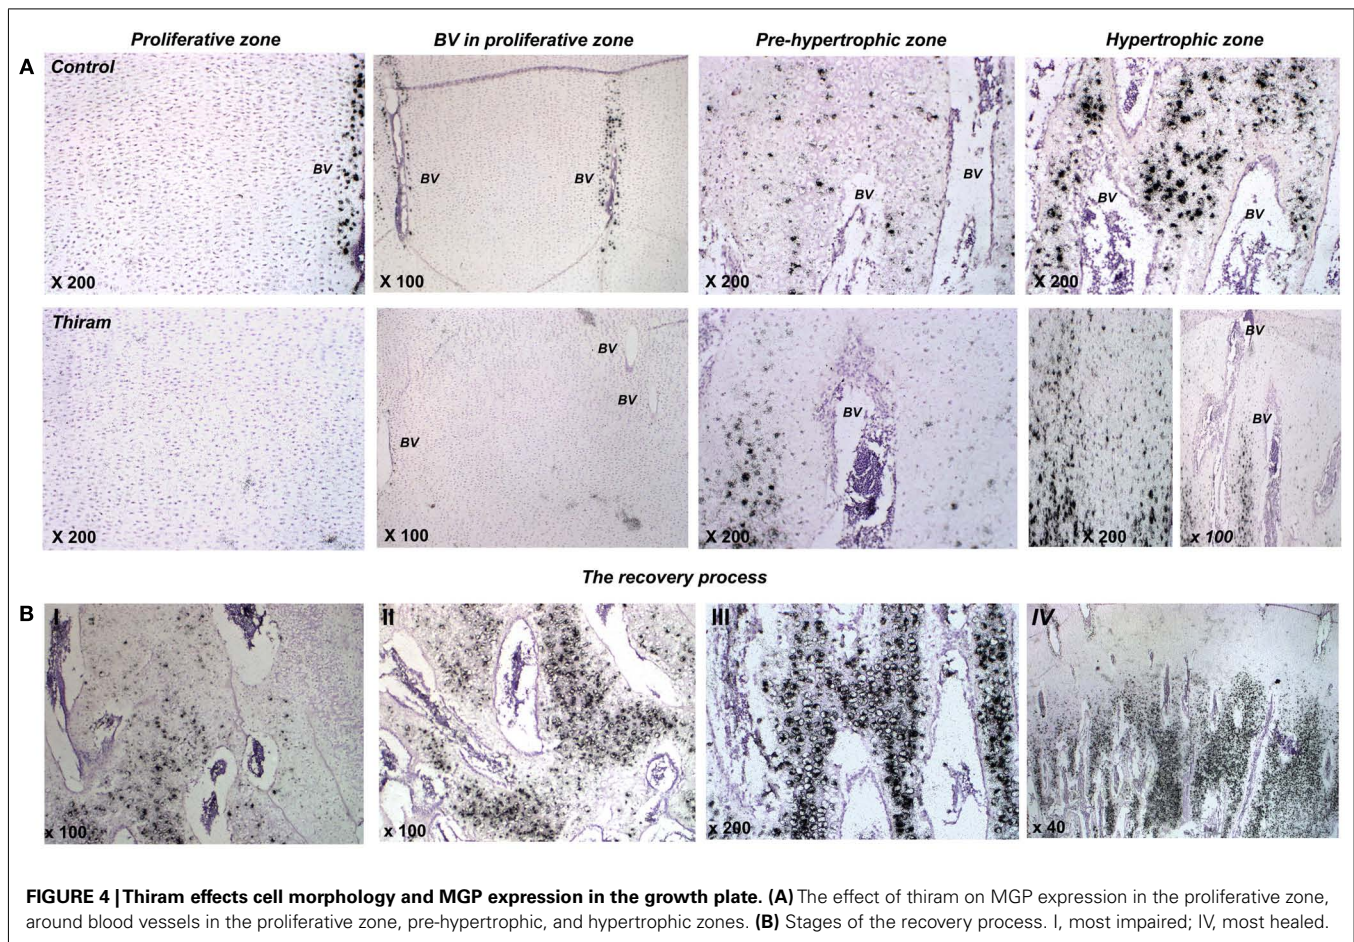 Proliferative zone BV in proliferative zone Pre-hypertrophic zone Hypertrophic zone
A
Control
BV
X 200
BV
BV
X 100
BV
BV
X 200
BV
BV
X 200
Thiram
X 200
BV
BV
BV
X 100
BV
X 200
X 200
BV
BV
x 100
The recovery process
B
I
x 100
II
x 100
III
x 200
IV
x 40
FIGURE 4 | Thiram effects cell morphology and MGP expression in the growth plate. (A) The effect of thiram on MGP expression in the proliferative zone,
around blood vessels in the proliferative zone, pre-hypertrophic, and hypertrophic zones. (B) Stages of the recovery process. I, most impaired; IV, most healed.